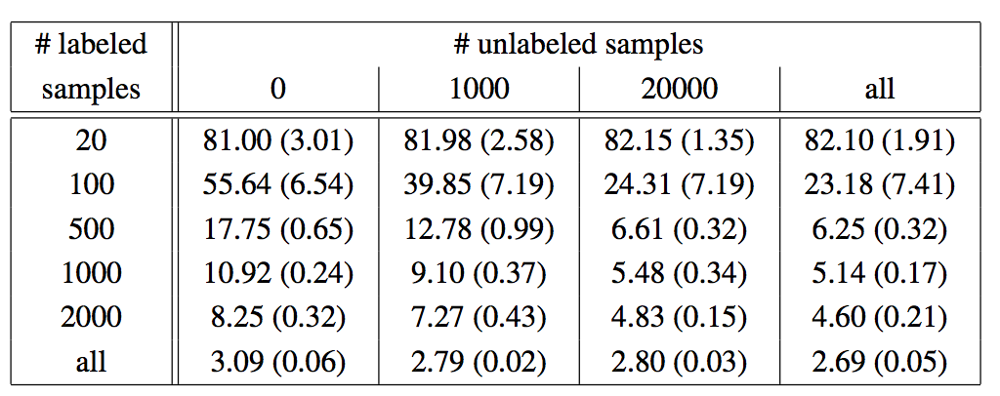 # labeled # unlabeled samples
samples 0 1000 20000 all
20 81.00 (3.01) 81.98 (2.58) 82.15 (1.35) 82.10 (1.91)
100 55.64 (6.54) 39.85 (7.19) 24.31 (7.19) 23.18 (7.41)
500 17.75 (0.65) 12.78 (0.99) 6.61 (0.32) 6.25 (0.32)
1000 10.92 (0.24) 9.10 (0.37) 5.48 (0.34) 5.14 (0.17)
2000 8.25 (0.32) 7.27 (0.43) 4.83 (0.15) 4.60 (0.21)
all 3.09 (0.06) 2.79 (0.02) 2.80 (0.03) 2.69 (0.05)